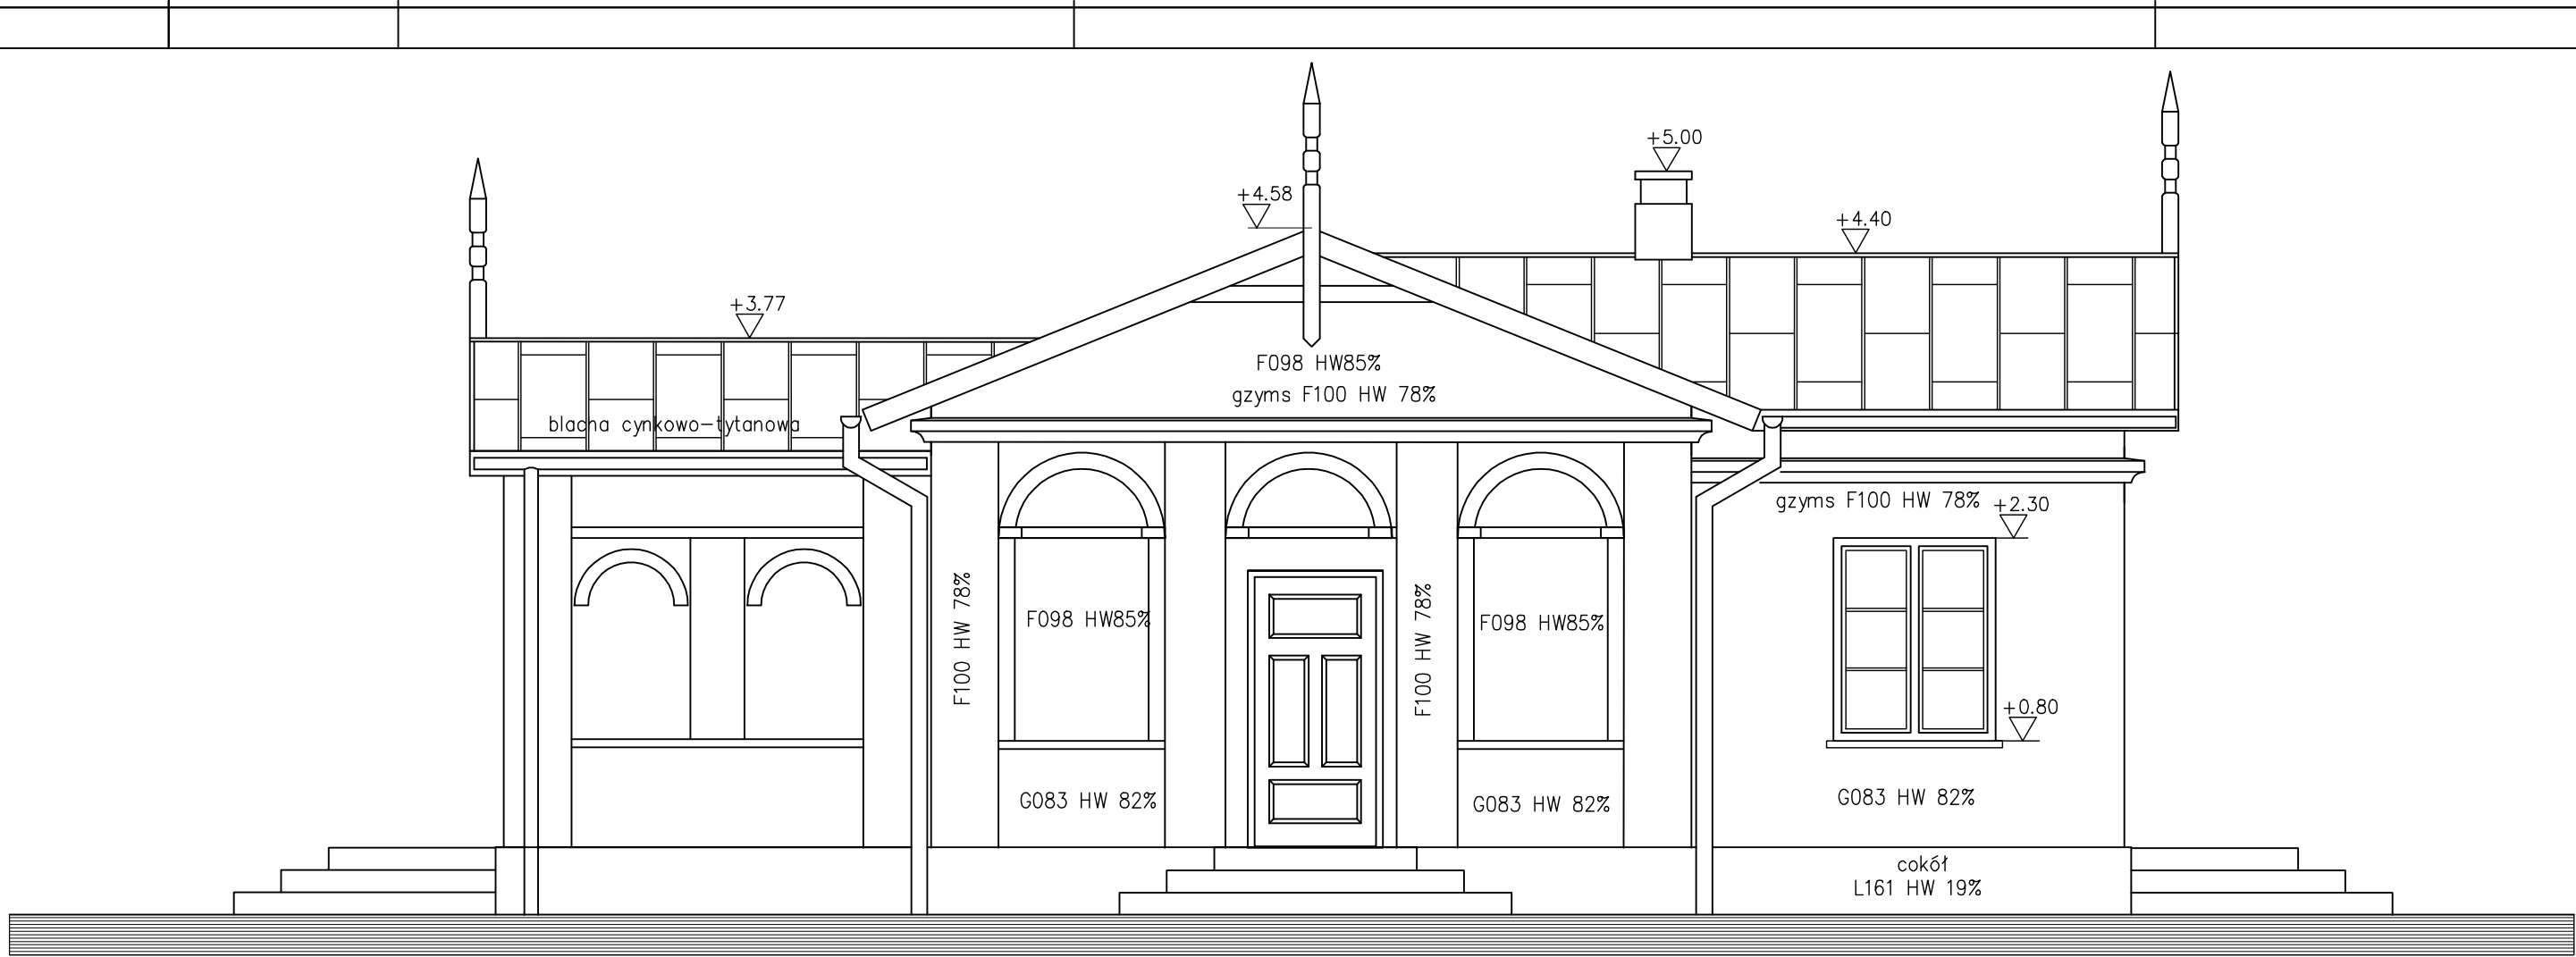 +5.00
+4.58
+4.40
+3.77
F098 HW85%
gzyms F100 HW 78%
blacha cynkowo-tytanowa
gzyms F100 HW 78%
+2.30
F100 HW 78%
F098 HW85%
F100 HW 78%
F098 HW85%
+0.80
G083 HW 82%
G083 HW 82%
G083 HW 82%
cokół
L161 HW 19%